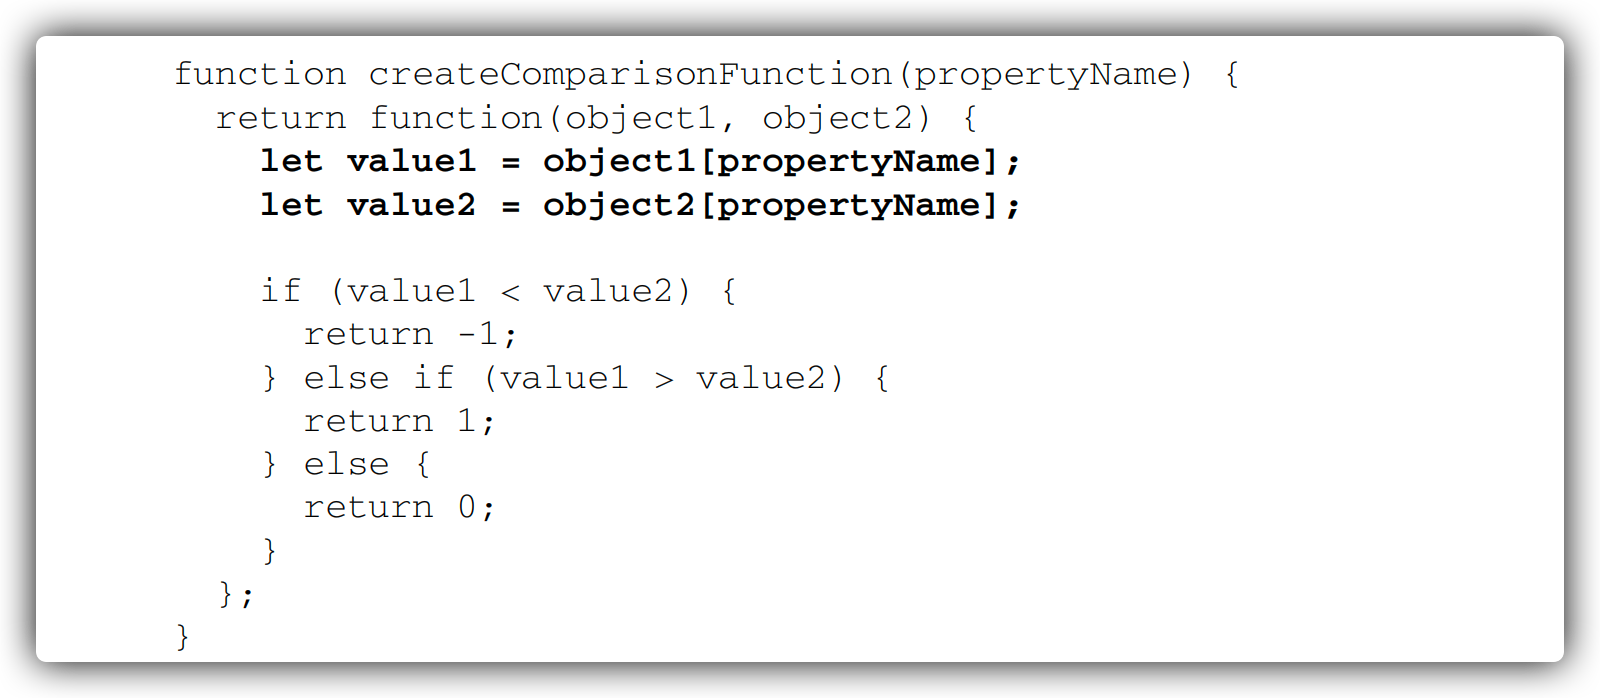 function createComparisonFunction(propertyName) {
  return function(object1, object2) {
    let value1 = object1[propertyName];
    let value2 = object2[propertyName];

    if (value1 < value2) {
      return -1;
    } else if (value1 > value2) {
      return 1;
    } else {
      return 0;
    }
  };
}